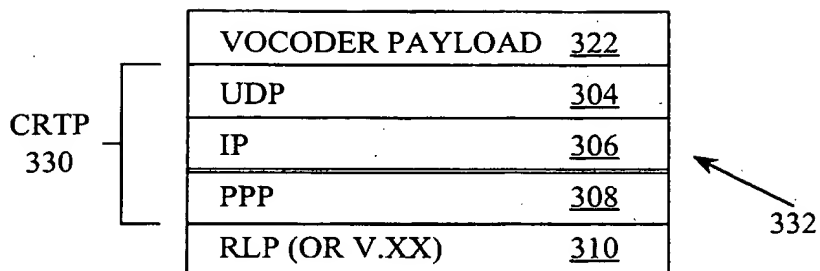 VOCODER PAYLOAD 322
UDP 304
CRTP
330
IP 306
PPP 308
332
RLP (OR V.XX) 310